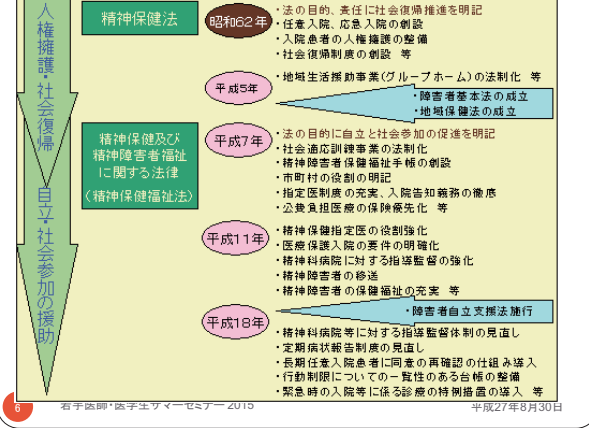 人権擁護・社会復帰
精神保健法
昭和62年
・法の目的、責任に社会復帰推進を明記
・任意入院、応急入院の創設
・入院患者の人権擁護の整備
・社会復帰制度の創設 等
平成5年
・地域生活援助事業(グループホーム)の法制化 等
・障害者基本法の成立
・地域保健法の成立
精神保健及び
精神障害者福祉
に関する法律
(精神保健福祉法)
平成7年
・法の目的に自立と社会参加の促進を明記
・社会適応訓練事業の法制化
・精神障害者保健福祉手帳の創設
・市町村の役割の明記
・指定医制度の充実、入院告知義務の徹底
・公費負担医療の保険優先化 等
自立・社会参加の援助
平成11年
・精神保健指定医の役割強化
・医療保護入院の要件の明確化
・精神科病院に対する指導監督の強化
・精神障害者の移送
・精神障害者の保健福祉の充実 等
・障害者自立支援法施行
平成18年
・精神科病院等に対する指導監督体制の見直し
・定期病状報告制度の見直し
・長期任意入院患者に同意の再確認の仕組み導入
・行動制限についての一覧性のある台帳の整備
・緊急時の入院等に係る診療の特例措置の導入 等
6
若手医師・医学生サマーセミナー2015
平成27年8月30日